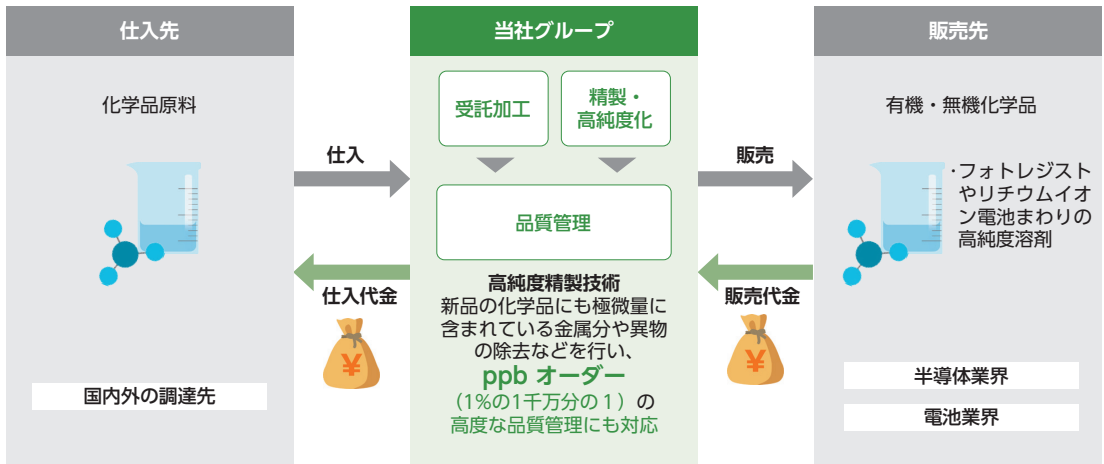 仕入先
化学品原料
国内外の調達先
仕入
仕入代金
¥
当社グループ
受託加工
精製・
高純度化
品質管理
高純度精製技術
新品の化学品にも極微量に
含まれている金属分や異物
の除去などを行い、
ppb オーダー
（1%の1千万分の１）の
高度な品質管理にも対応
販売
販売代金
¥
販売先
有機・無機化学品
・フォトレジスト
やリチウムイオ
ン電池まわりの
高純度溶剤
半導体業界
電池業界